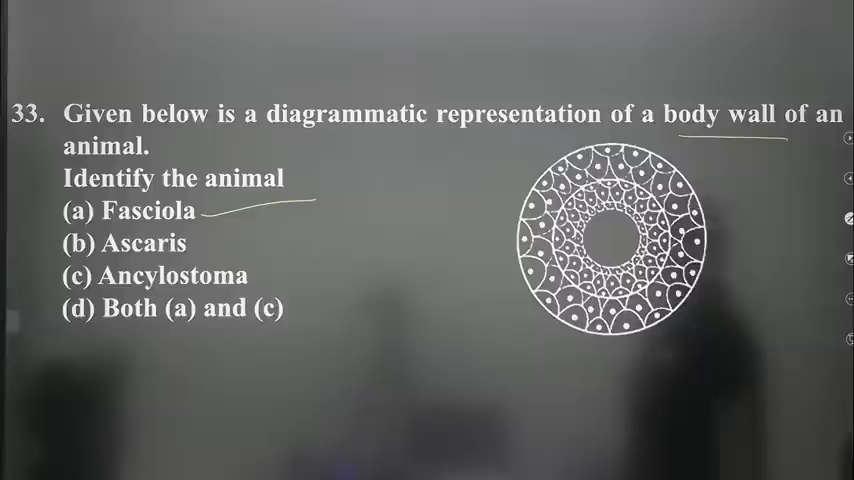 33. Given below is a diagrammatic representation of a body wall of an
animal.
Identify the animal
(a) Fasciola
(b) Ascaris
(c) Ancylostoma
(d) Both (a) and (c)